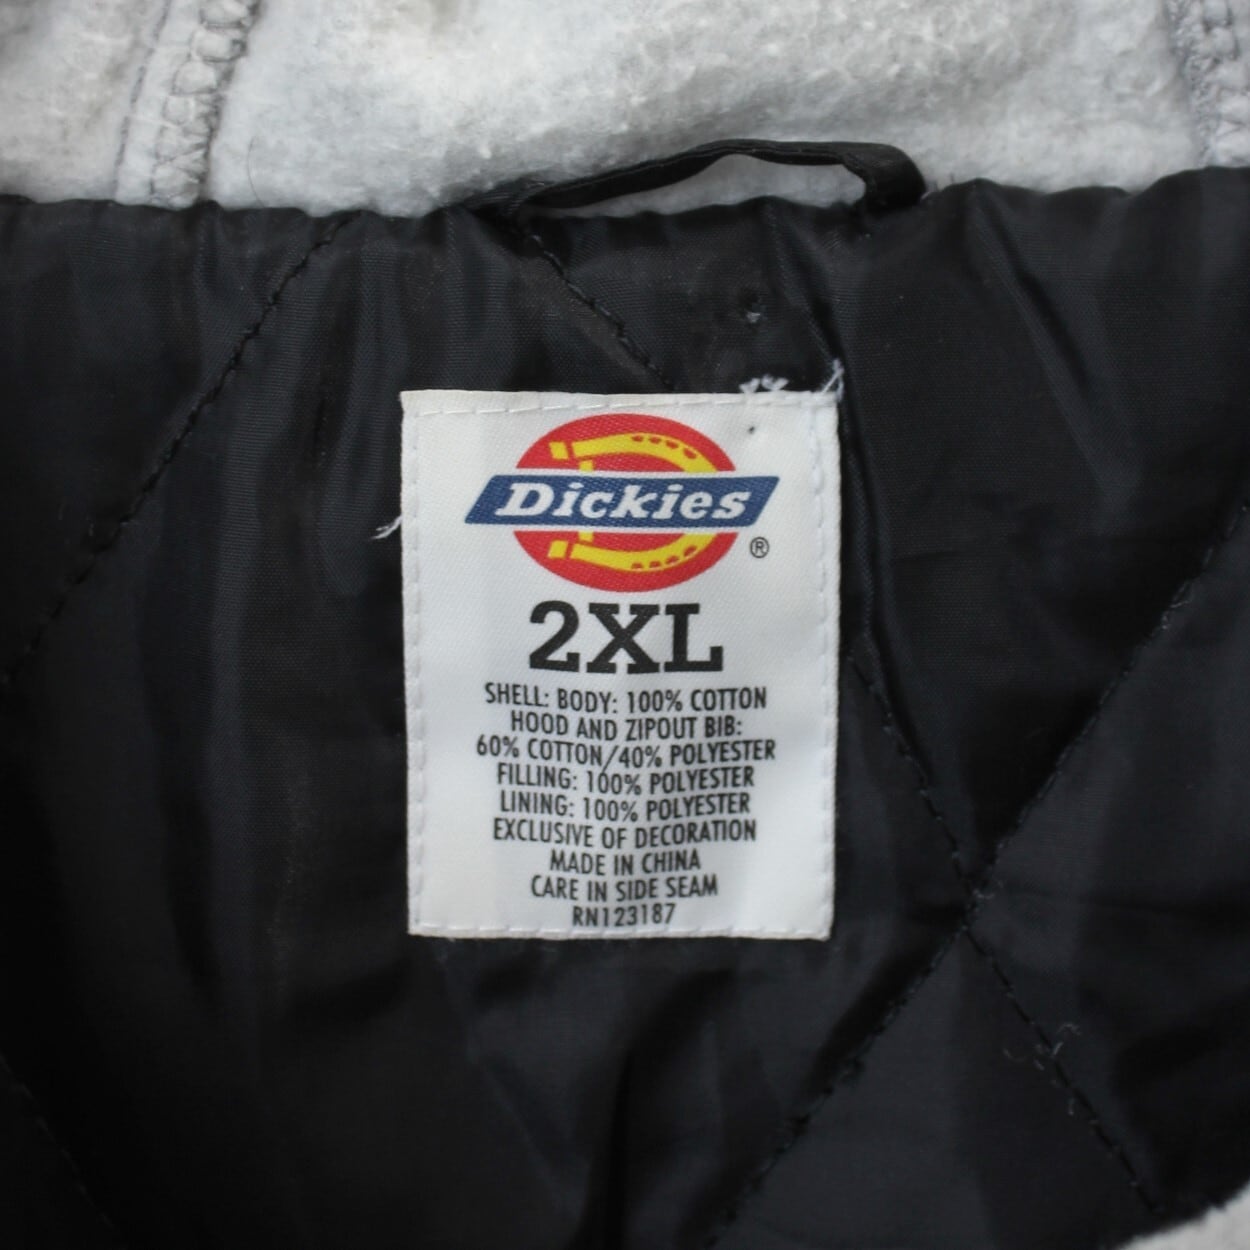 Dickies
®
2XL
SHELL: BODY: 100% COTTON
HOOD AND ZIPOUT BIB:
60% COTTON/40% POLYESTER
FILLING: 100% POLYESTER
LINING: 100% POLYESTER
EXCLUSIVE OF DECORATION
MADE IN CHINA
CARE IN SIDE SEAM
RN123187